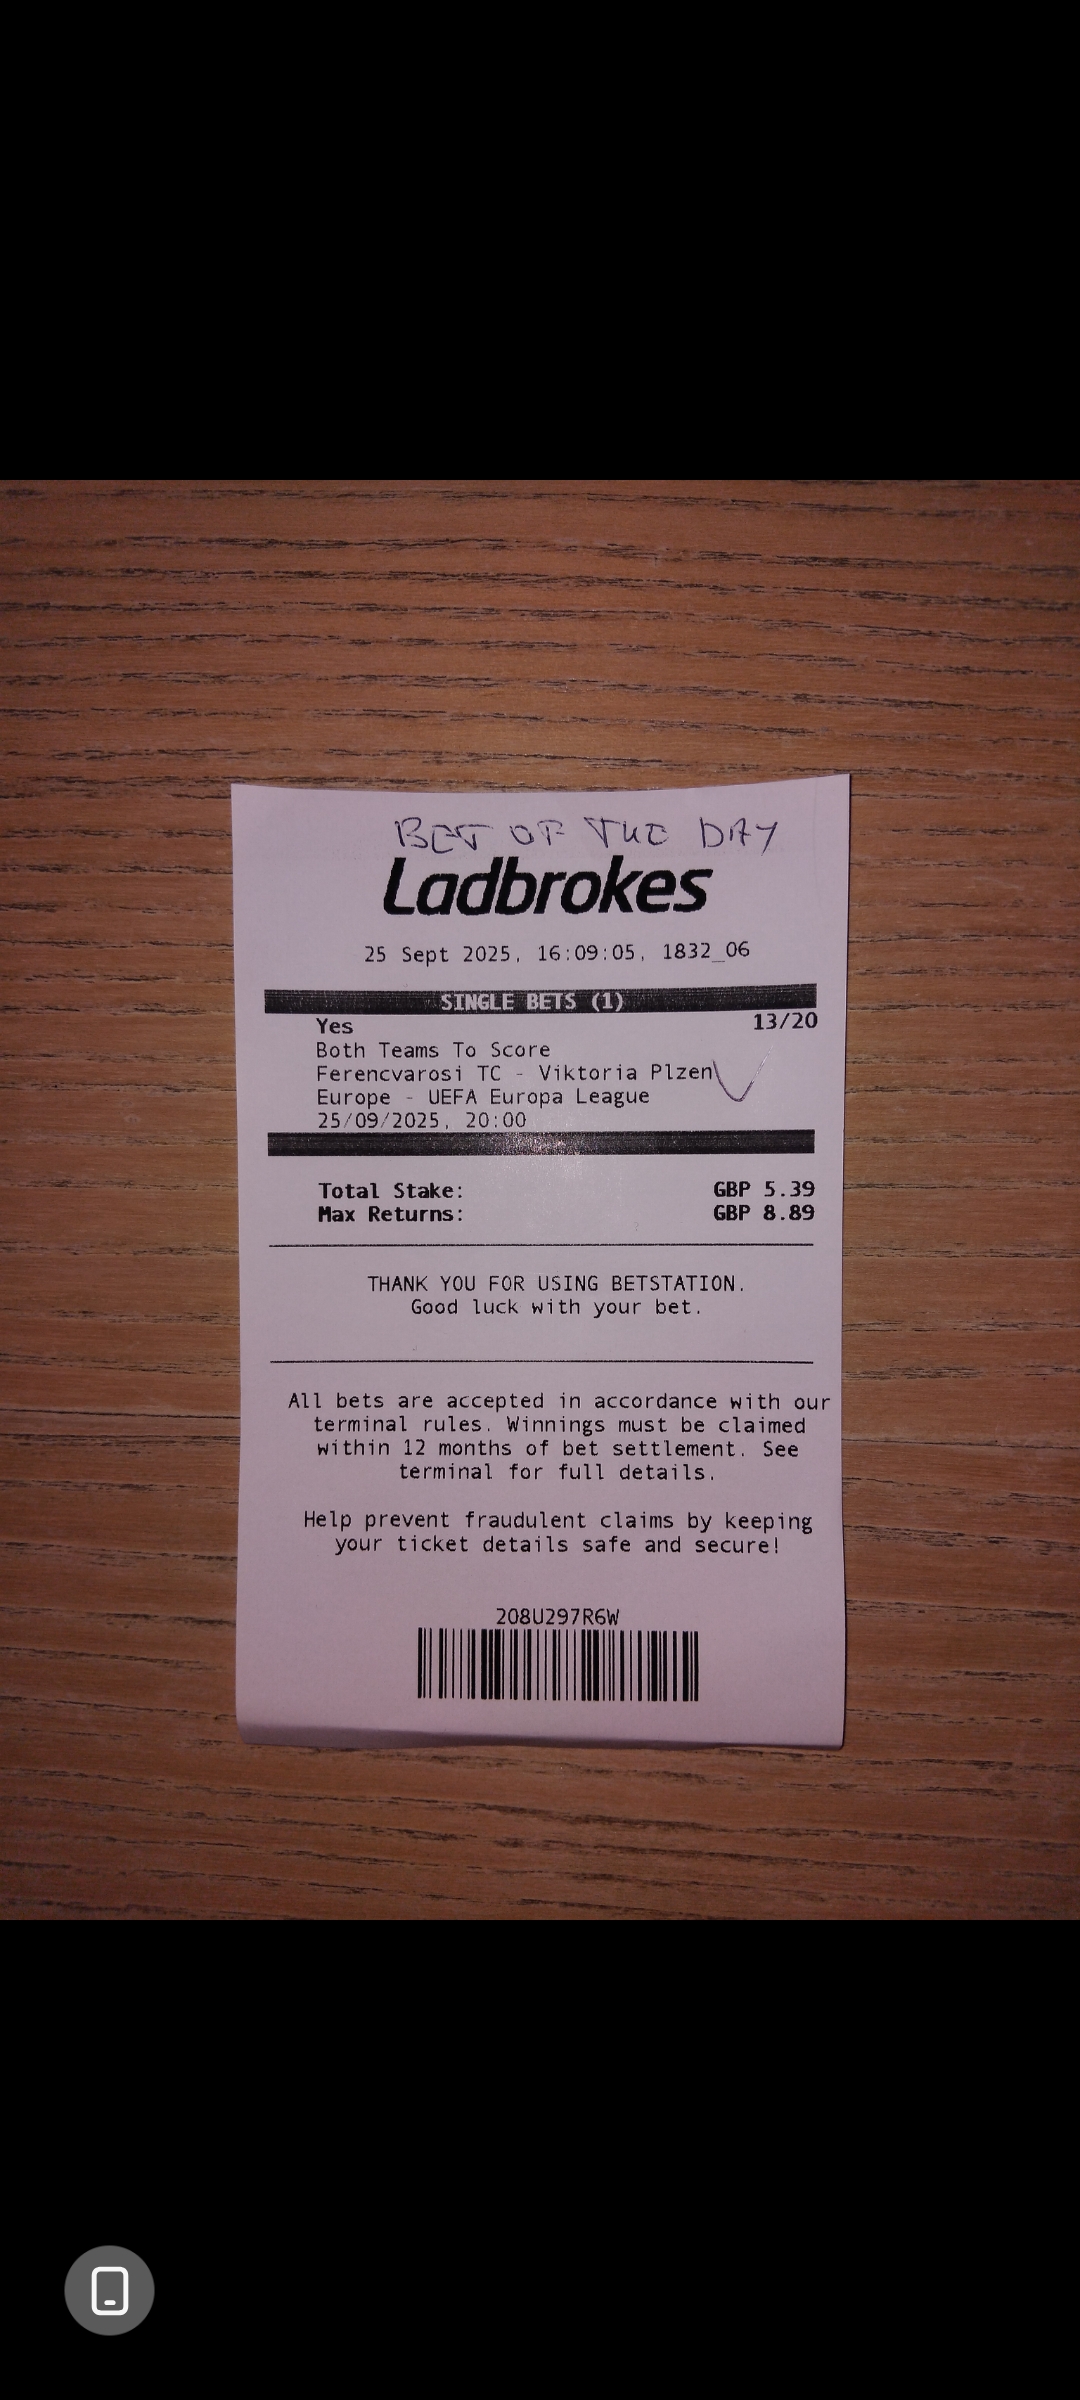 BET OF THE DAY
Ladbrokes
25 Sept 2025, 16:09:05, 1832_06
SINGLE BETS (1)
Yes 13/20
Both Teams To Score
Ferencvarosi TC - Viktoria Plzen
Europe - UEFA Europa League
25/09/2025, 20:00
Total Stake: GBP 5.39
Max Returns: GBP 8.89
THANK YOU FOR USING BETSTATION.
Good luck with your bet.
All bets are accepted in accordance with our
terminal rules. Winnings must be claimed
within 12 months of bet settlement. See
terminal for full details.
Help prevent fraudulent claims by keeping
your ticket details safe and secure!
208U297R6W